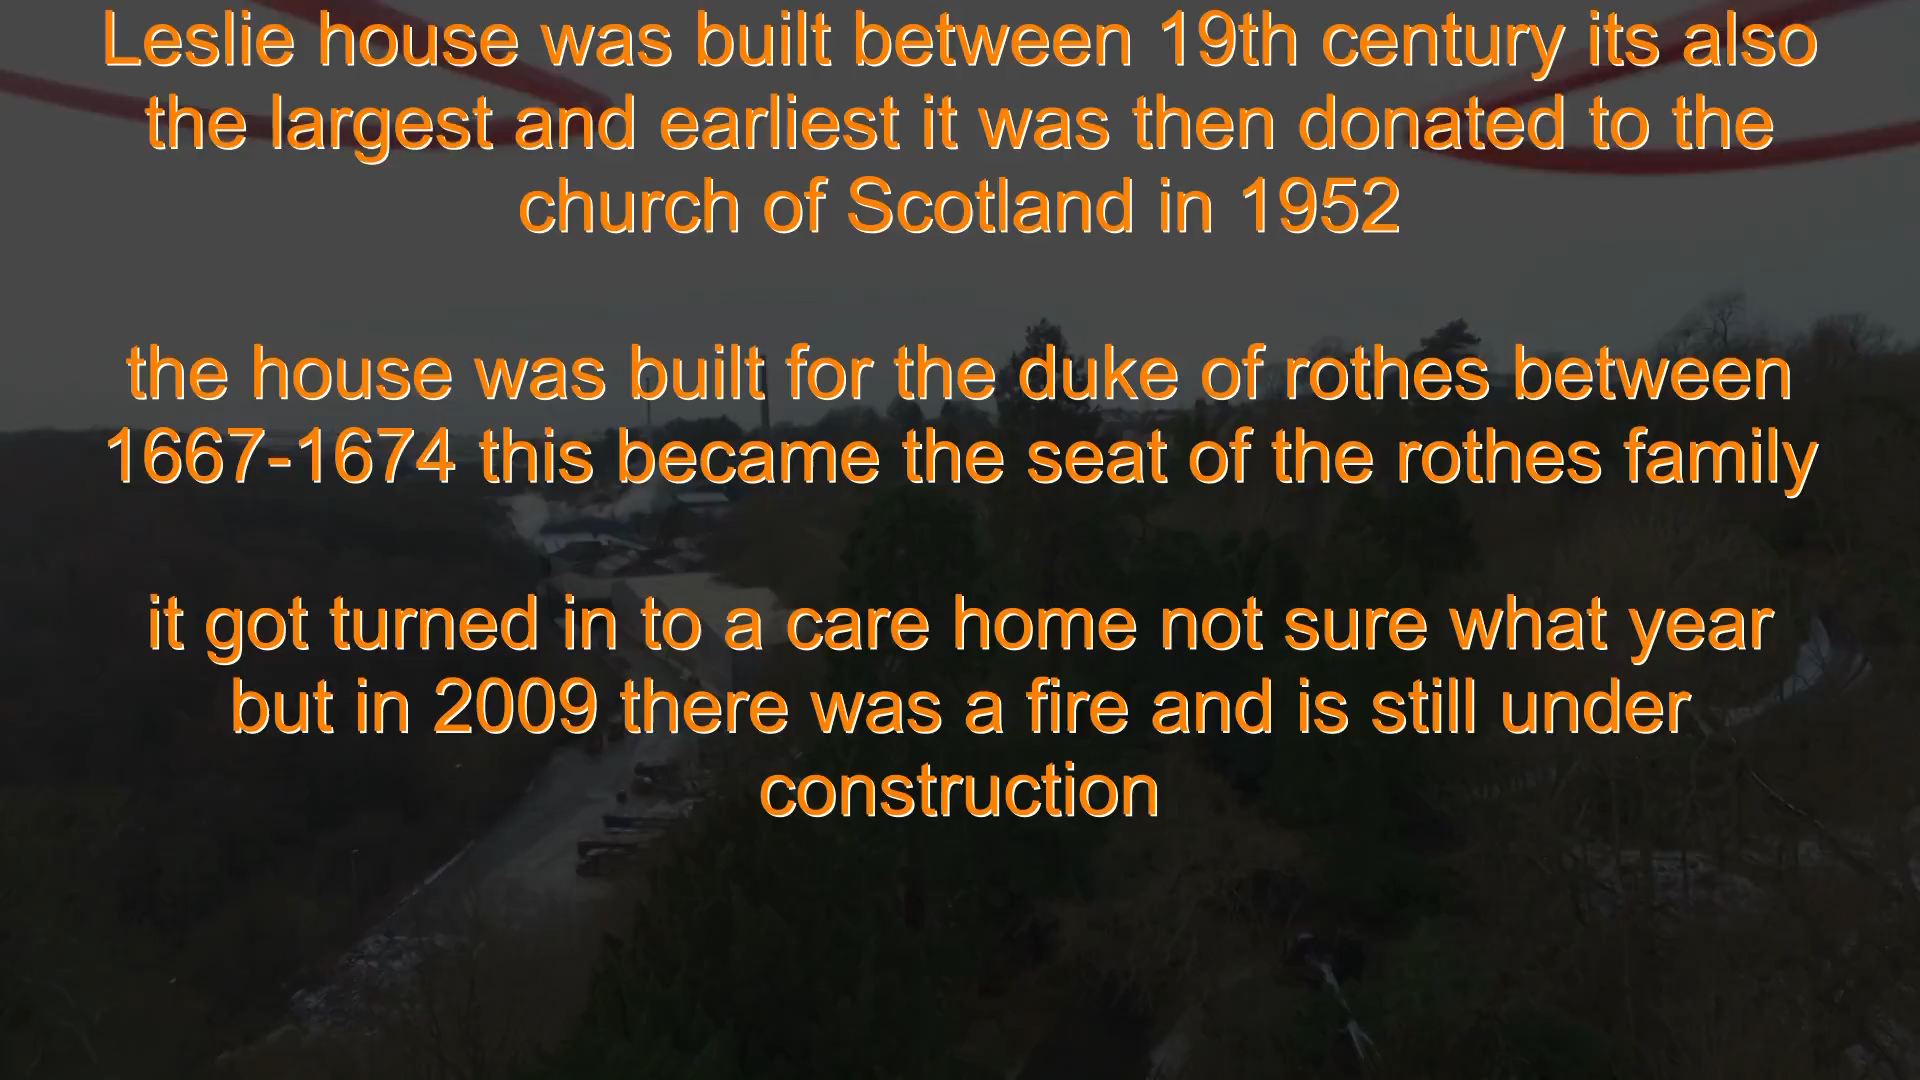 Leslie house was built between 19th century its also
the largest and earliest it was then donated to the
church of Scotland in 1952
the house was built for the duke of rothes between
1667-1674 this became the seat of the rothes family
it got turned in to a care home not sure what year
but in 2009 there was a fire and is still under
construction